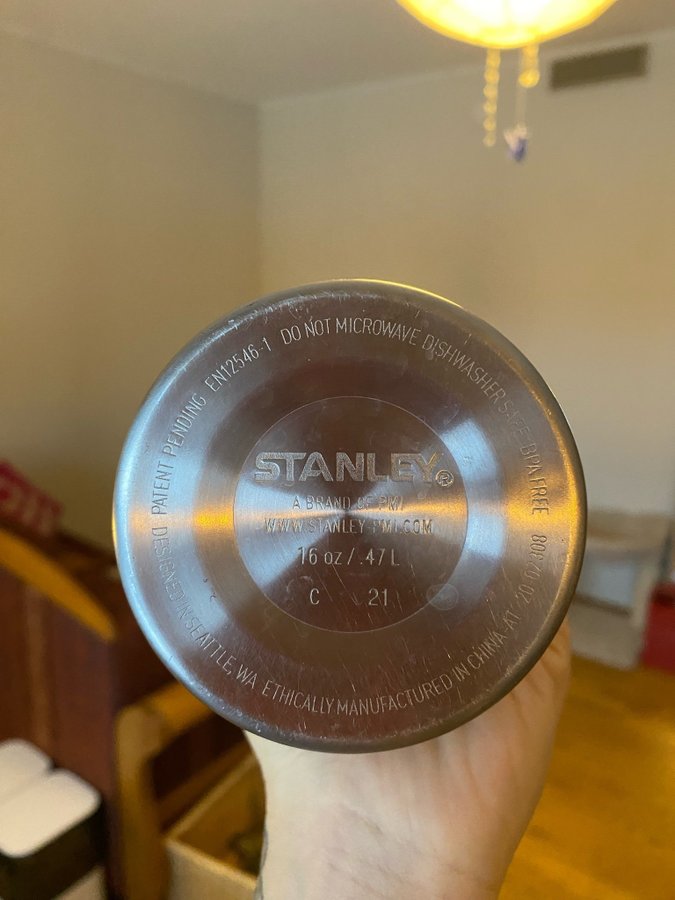 DO NOT MICROWAVE DISHWASHER SAFE BPA FREE
DESIGNED IN SEATTLE, WA ETHICALLY MANUFACTURED IN CHINA AT
PATENT PENDING EN12546-1
STANLEY®
A BRAND OF PMI
WWW.STANLEY-PMI.COM
16 oz / .47 L
C 21